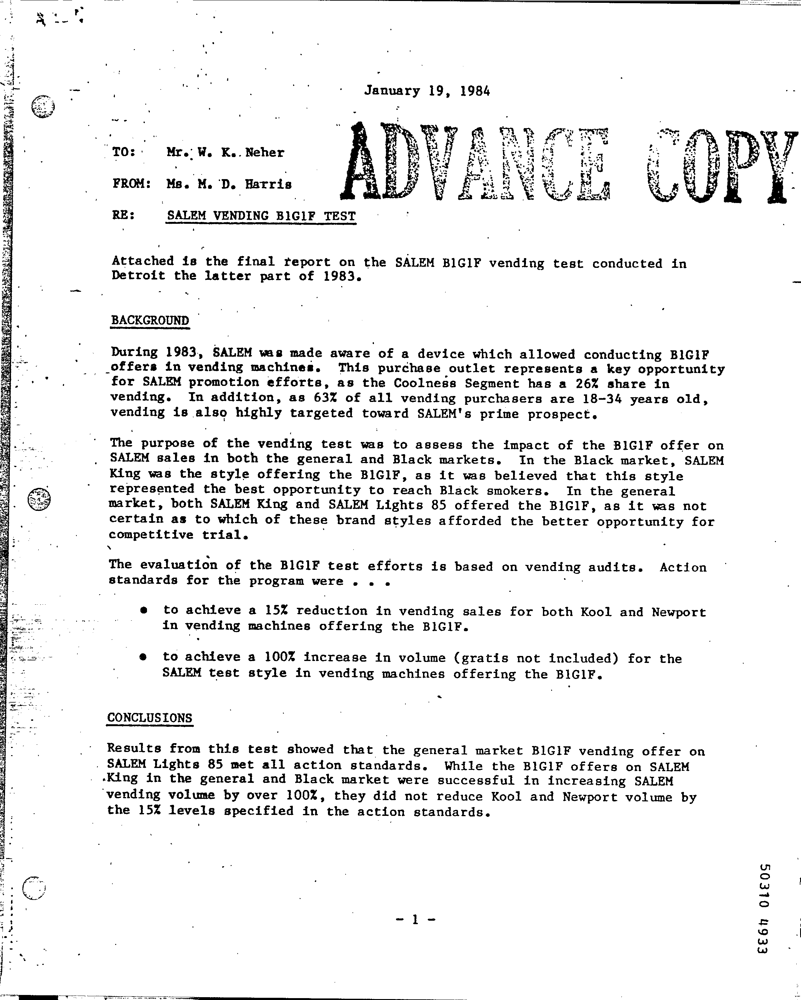 January 19, 1984
ADVANCE COPY
TO: Mr. W. K. Neher
FROM: Ms. M. D. Harris
RE: SALEM VENDING B1G1F TEST
Attached is the final report on the SALEM B1G1F vending test conducted in
Detroit the latter part of 1983.
BACKGROUND
During 1983, SALEM was made aware of a device which allowed conducting B1G1F
offers in vending machines. This purchase outlet represents a key opportunity
for SALEM promotion efforts, as the Coolness Segment has a 26% share in
vending. In addition, as 63% of all vending purchasers are 18-34 years old,
vending is also highly targeted toward SALEM's prime prospect.
The purpose of the vending test was to assess the impact of the B1G1F offer on
SALEM sales in both the general and Black markets. In the Black market, SALEM
King was the style offering the B1G1F, as it was believed that this style
represented the best opportunity to reach Black smokers. In the general
market, both SALEM King and SALEM Lights 85 offered the B1G1F, as it was not
certain as to which of these brand styles afforded the better opportunity for
competitive trial.
The evaluation of the B1G1F test efforts is based on vending audits. Action
standards for the program were . . .
• to achieve a 15% reduction in vending sales for both Kool and Newport
in vending machines offering the B1G1F.
• to achieve a 100% increase in volume (gratis not included) for the
SALEM test style in vending machines offering the B1G1F.
CONCLUSIONS
Results from this test showed that the general market B1G1F vending offer on
SALEM Lights 85 met all action standards. While the B1G1F offers on SALEM
King in the general and Black market were successful in increasing SALEM
vending volume by over 100%, they did not reduce Kool and Newport volume by
the 15% levels specified in the action standards.
- 1 -
50310 4933